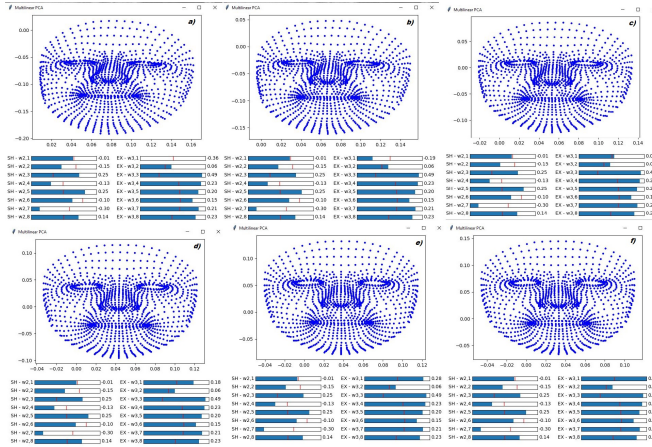 Multilinear PCA
a)
0.00
−0.05
−0.10
−0.15
−0.20
0.02 0.04 0.06 0.08 0.10 0.12 0.14 0.16
SH - w2,1 -0.01 EX - w3,1 -0.36
SH - w2,2 -0.15 EX - w3,2 0.06
SH - w2,3 0.25 EX - w3,3 0.49
SH - w2,4 -0.13 EX - w3,4 0.23
SH - w2,5 0.25 EX - w3,5 0.20
SH - w2,6 -0.10 EX - w3,6 0.15
SH - w2,7 -0.30 EX - w3,7 0.21
SH - w2,8 0.14 EX - w3,8 0.23
Multilinear PCA
b)
0.05
0.00
−0.05
−0.10
−0.15
0.00 0.02 0.04 0.06 0.08 0.10 0.12 0.14
SH - w2,1 -0.01 EX - w3,1 -0.19
SH - w2,2 -0.15 EX - w3,2 0.06
SH - w2,3 0.25 EX - w3,3 0.49
SH - w2,4 -0.13 EX - w3,4 0.23
SH - w2,5 0.25 EX - w3,5 0.20
SH - w2,6 -0.10 EX - w3,6 0.15
SH - w2,7 -0.30 EX - w3,7 0.21
SH - w2,8 0.14 EX - w3,8 0.23
Multilinear PCA
c)
0.05
0.00
−0.05
−0.10
−0.02 0.00 0.02 0.04 0.06 0.08 0.10 0.12 0.14
SH - w2,1 -0.01 EX - w3,1
SH - w2,2 -0.15 EX - w3,2
SH - w2,3 0.25 EX - w3,3
SH - w2,4 -0.13 EX - w3,4
SH - w2,5 0.25 EX - w3,5
SH - w2,6 -0.10 EX - w3,6
SH - w2,7 -0.30 EX - w3,7
SH - w2,8 0.14 EX - w3,8
Multilinear PCA
d)
0.10
0.05
0.00
−0.05
−0.10
−0.04 −0.02 0.00 0.02 0.04 0.06 0.08 0.10 0.12
SH - w2,1 -0.01 EX - w3,1 0.18
SH - w2,2 -0.15 EX - w3,2 0.06
SH - w2,3 0.25 EX - w3,3 0.49
SH - w2,4 -0.13 EX - w3,4 0.23
SH - w2,5 0.25 EX - w3,5 0.20
SH - w2,6 -0.10 EX - w3,6 0.15
SH - w2,7 -0.30 EX - w3,7 0.21
SH - w2,8 0.14 EX - w3,8 0.23
Multilinear PCA
e)
0.15
0.10
0.05
0.00
−0.05
−0.04 −0.02 0.00 0.02 0.04 0.06 0.08 0.10 0.12
SH - w2,1 -0.01 EX - w3,1 0.28
SH - w2,2 -0.15 EX - w3,2 0.06
SH - w2,3 0.25 EX - w3,3 0.49
SH - w2,4 -0.13 EX - w3,4 0.23
SH - w2,5 0.25 EX - w3,5 0.20
SH - w2,6 -0.10 EX - w3,6 0.15
SH - w2,7 -0.30 EX - w3,7 0.21
SH - w2,8 0.14 EX - w3,8 0.23
Multilinear PCA
f)
0.15
0.10
0.05
0.00
−0.05
−0.04 −0.02 0.00 0.02 0.04 0.06 0.08 0.10
SH - w2,1 -0.01 EX - w3,1
SH - w2,2 -0.15 EX - w3,2
SH - w2,3 0.25 EX - w3,3
SH - w2,4 -0.13 EX - w3,4
SH - w2,5 0.25 EX - w3,5
SH - w2,6 -0.10 EX - w3,6
SH - w2,7 -0.30 EX - w3,7
SH - w2,8 0.14 EX - w3,8